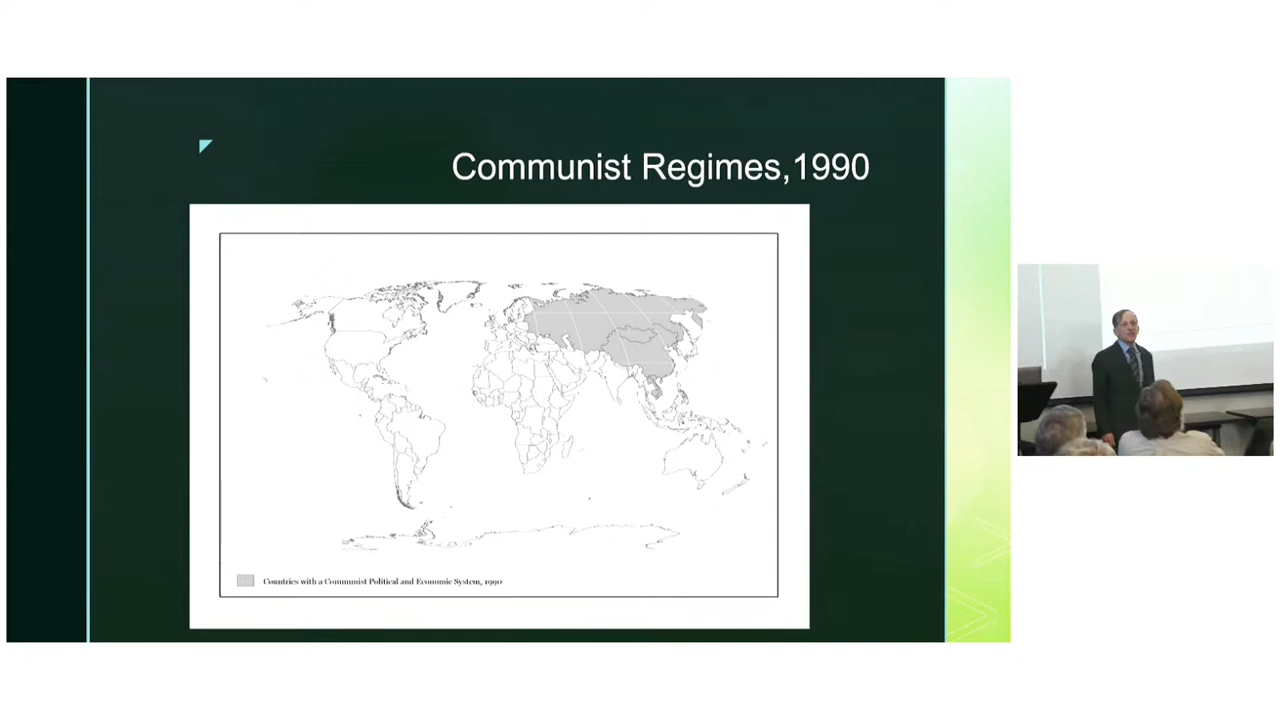 Communist Regimes,1990
Countries with a Communist Political and Economic System, 1990